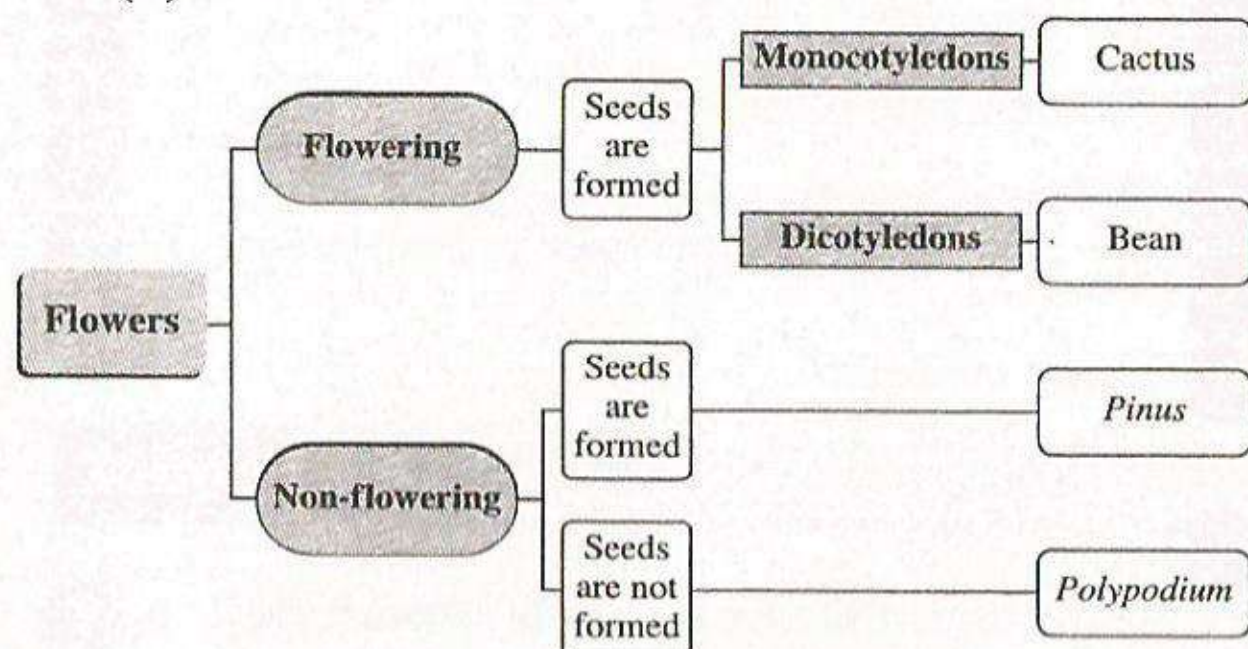 Flowers
Flowering
Seeds
are
formed
Monocotyledons
Cactus
Dicotyledons
Bean
Non-flowering
Seeds
are
formed
Pinus
Seeds
are not
formed
Polypodium